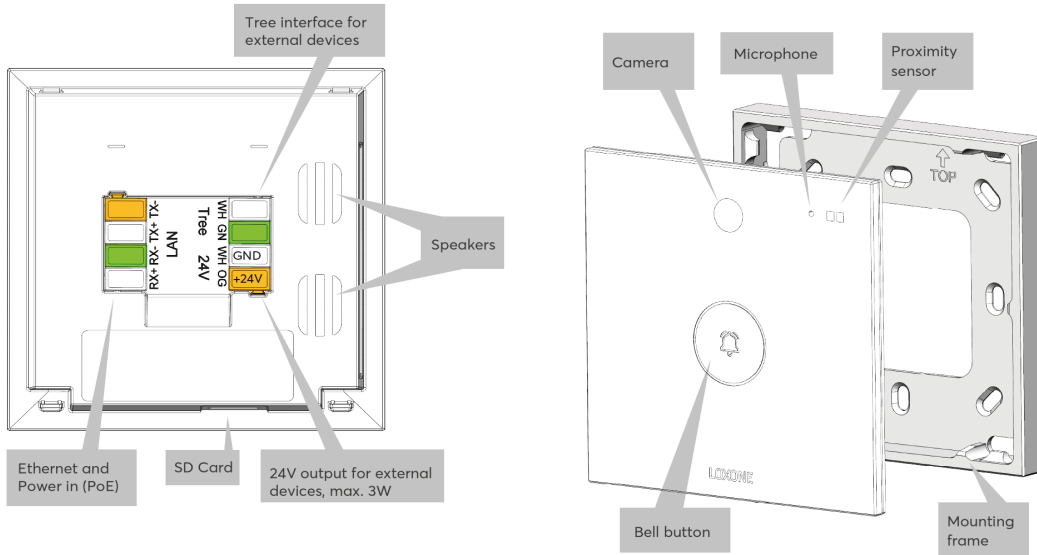 Tree interface for
external devices
TX-
TX+
RX-
RX+
LAN
Tree
24V
WH
GN
WH
OG
GND
+24V
Speakers
Ethernet and
Power in (PoE)
SD Card
24V output for external
devices, max. 3W
Camera
Microphone
Proximity
sensor
TOP
LOXONE
Bell button
Mounting
frame